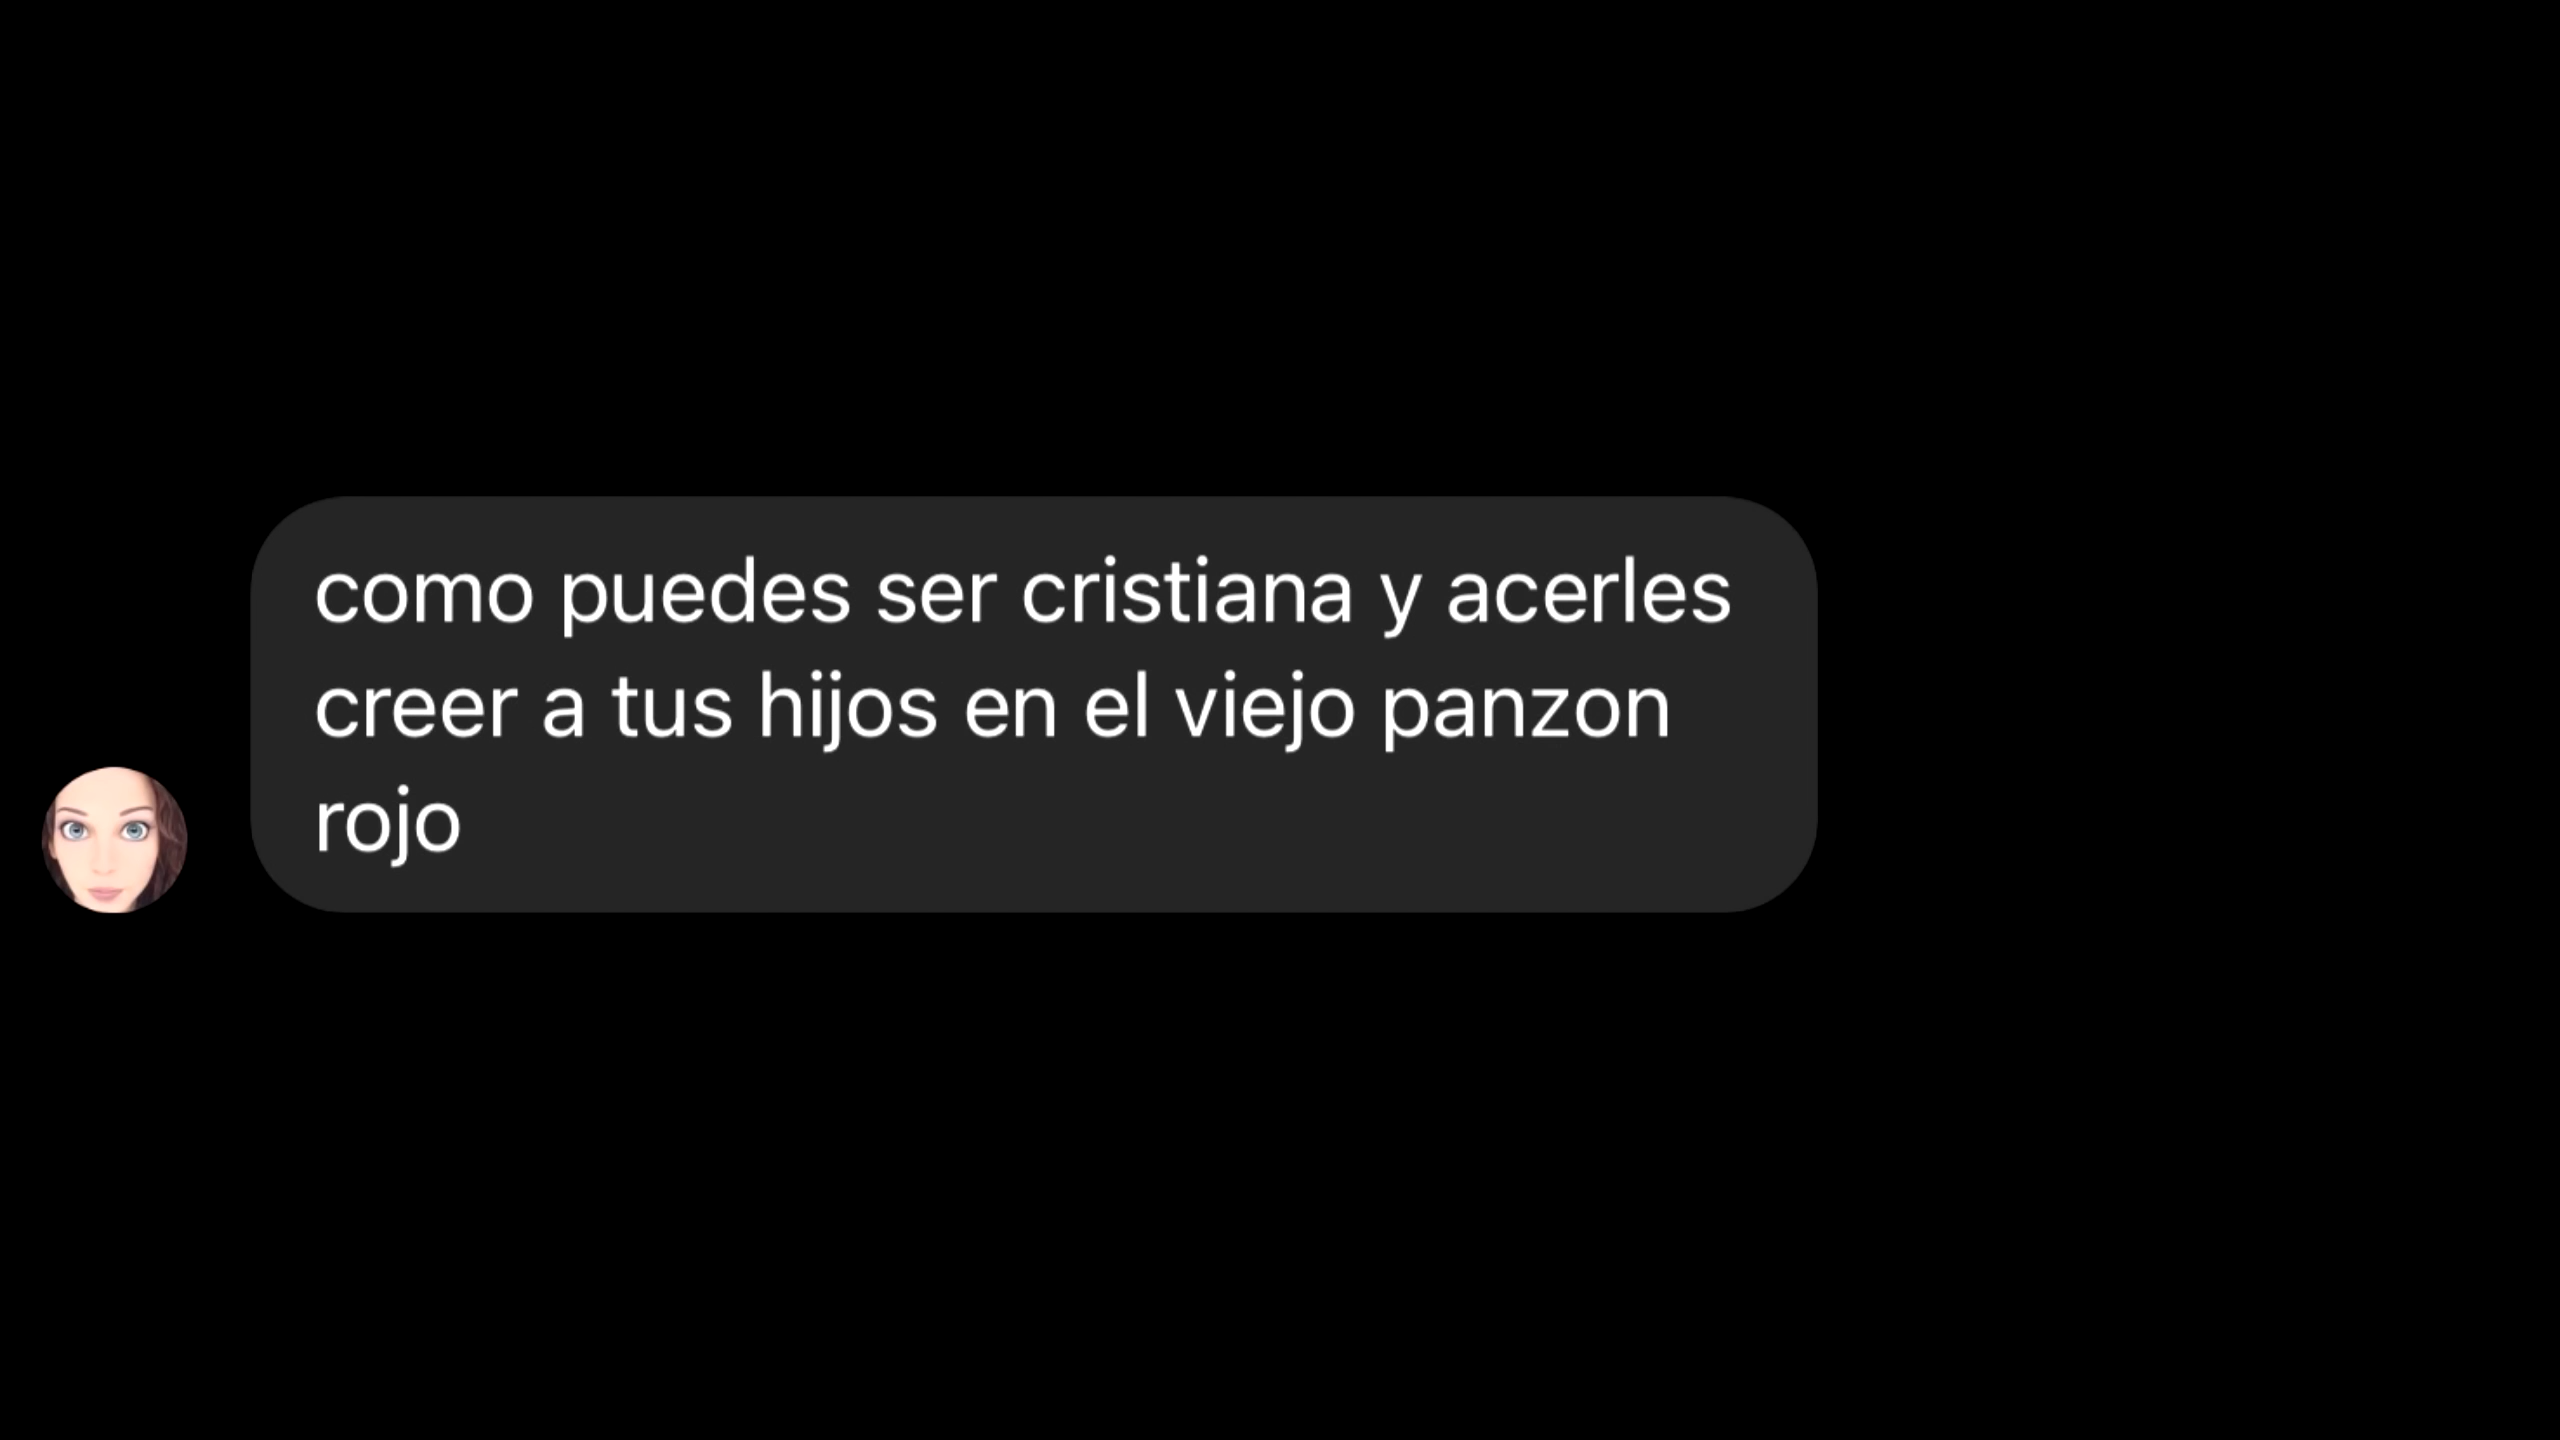 como puedes ser cristiana y acerles
creer a tus hijos en el viejo panzon
rojo